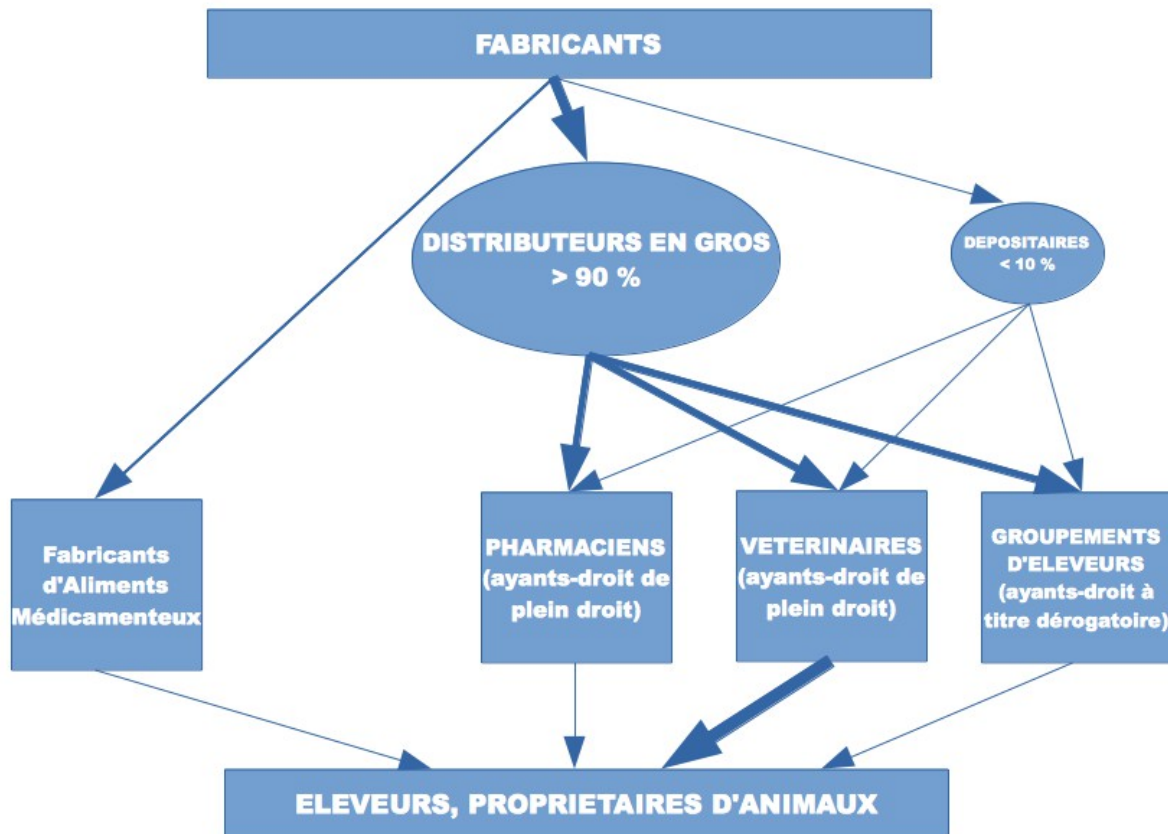 FABRICANTS
DISTRIBUTEURS EN GROS
> 90 %
DEPOSITAIRES
< 10 %
Fabricants
d'Aliments
Médicamenteux
PHARMACIENS
(ayants-droit de
plein droit)
VETERINAIRES
(ayants-droit de
plein droit)
GROUPEMENTS
D'ELEVEURS
(ayants-droit à
titre dérogatoire)
ELEVEURS, PROPRIETAIRES D'ANIMAUX